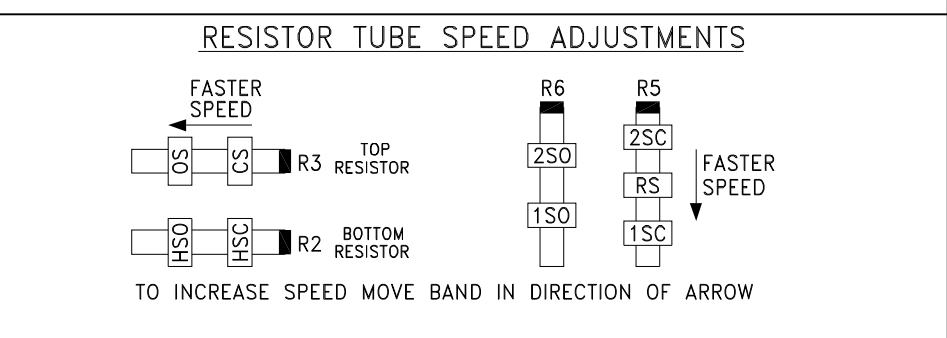 RESISTOR TUBE SPEED ADJUSTMENTS
FASTER
SPEED
OS
CS
R3
TOP
RESISTOR
HSO
HSC
R2
BOTTOM
RESISTOR
R6
2SO
1SO
R5
2SC
RS
1SC
FASTER
SPEED
TO INCREASE SPEED MOVE BAND IN DIRECTION OF ARROW